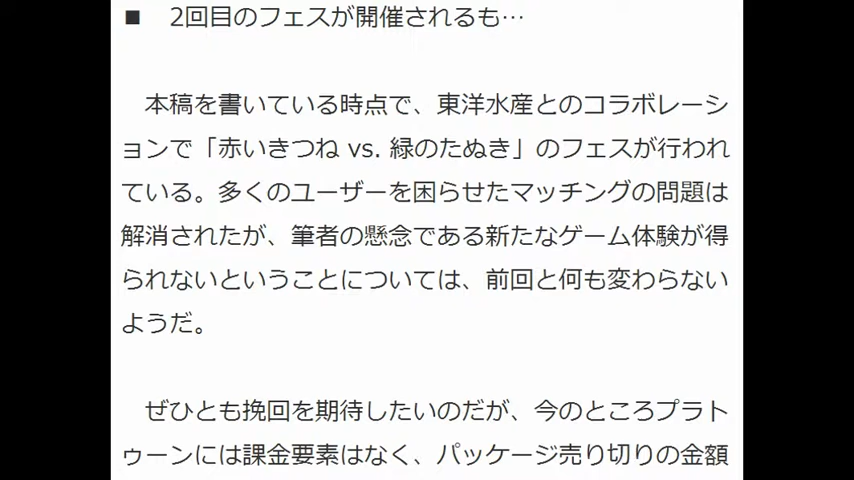 ■ 2回目のフェスが開催されるも…
本稿を書いている時点で、東洋水産とのコラボレーシ
ョンで「赤いきつね vs. 緑のたぬき」のフェスが行われ
ている。多くのユーザーを困らせたマッチングの問題は
解消されたが、筆者の懸念である新たなゲーム体験が得
られないということについては、前回と何も変わらない
ようだ。
ぜひとも挽回を期待したいのだが、今のところプラト
ゥーンには課金要素はなく、パッケージ売り切りの金額